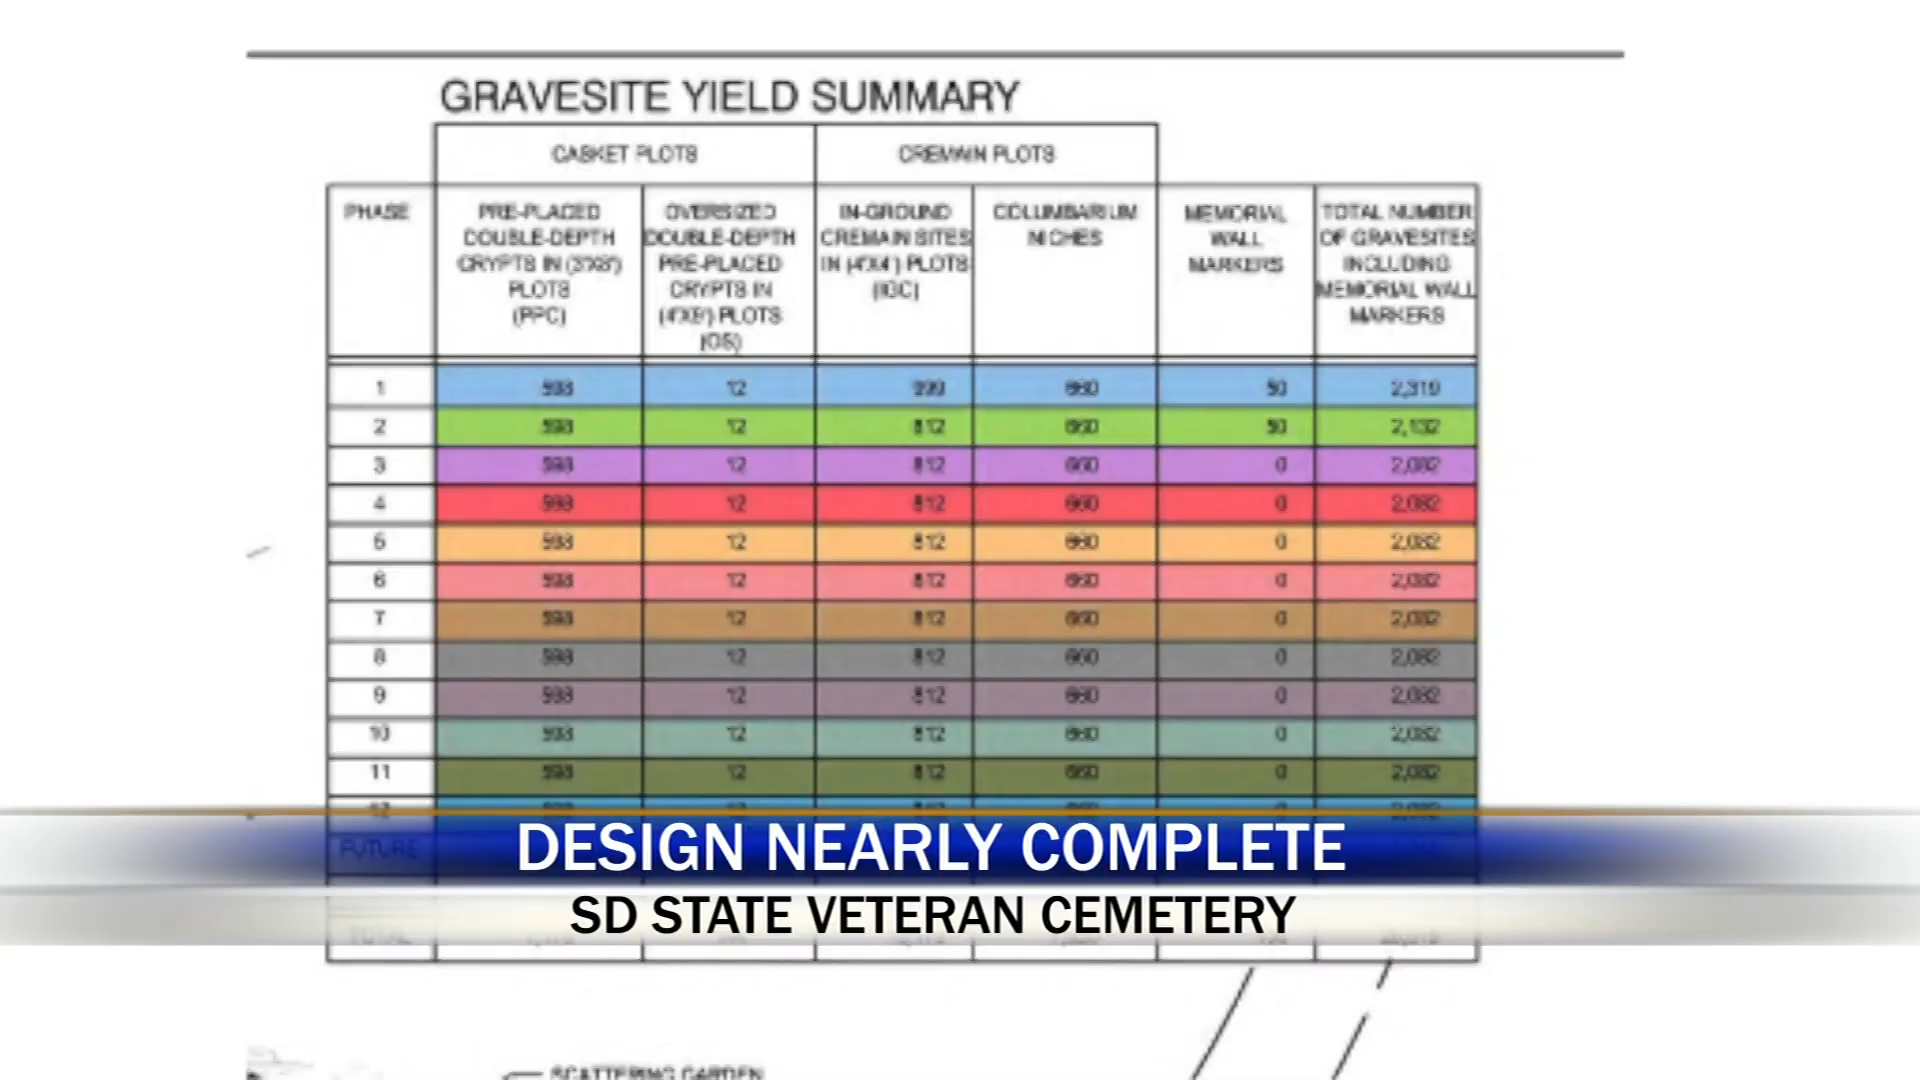 GRAVESITE YIELD SUMMARY
CASKET PLOTS CREMAIN PLOTS
PHASE
PRE-PLACED
DOUBLE-DEPTH
CRYPTS IN (3'X8')
PLOTS
(PPC)
OVERSIZED
DOUBLE-DEPTH
PRE-PLACED
CRYPTS IN
PLOTS
(OS)
IN-GROUND
CREMAIN SITES
IN (4'X4') PLOTS
(IGC)
COLUMBARIUM
NICHES
MEMORIAL
WALL
MARKERS
TOTAL NUMBER
OF GRAVESITES
INCLUDING
MEMORIAL WALL
MARKERS
1 598 12 999 660 50 2,319
2 598 12 812 660 50 2,132
3 598 12 812 660 0 2,082
4 598 12 812 660 0 2,082
5 598 12 812 660 0 2,082
6 598 12 812 660 0 2,082
7 598 12 812 660 0 2,082
8 598 12 812 660 0 2,082
9 598 12 812 660 0 2,082
10 598 12 812 660 0 2,082
11 598 12 812 660 0 2,082
12
FUTURE
DESIGN NEARLY COMPLETE
SD STATE VETERAN CEMETERY
TOTAL
SCATTERING GARDEN